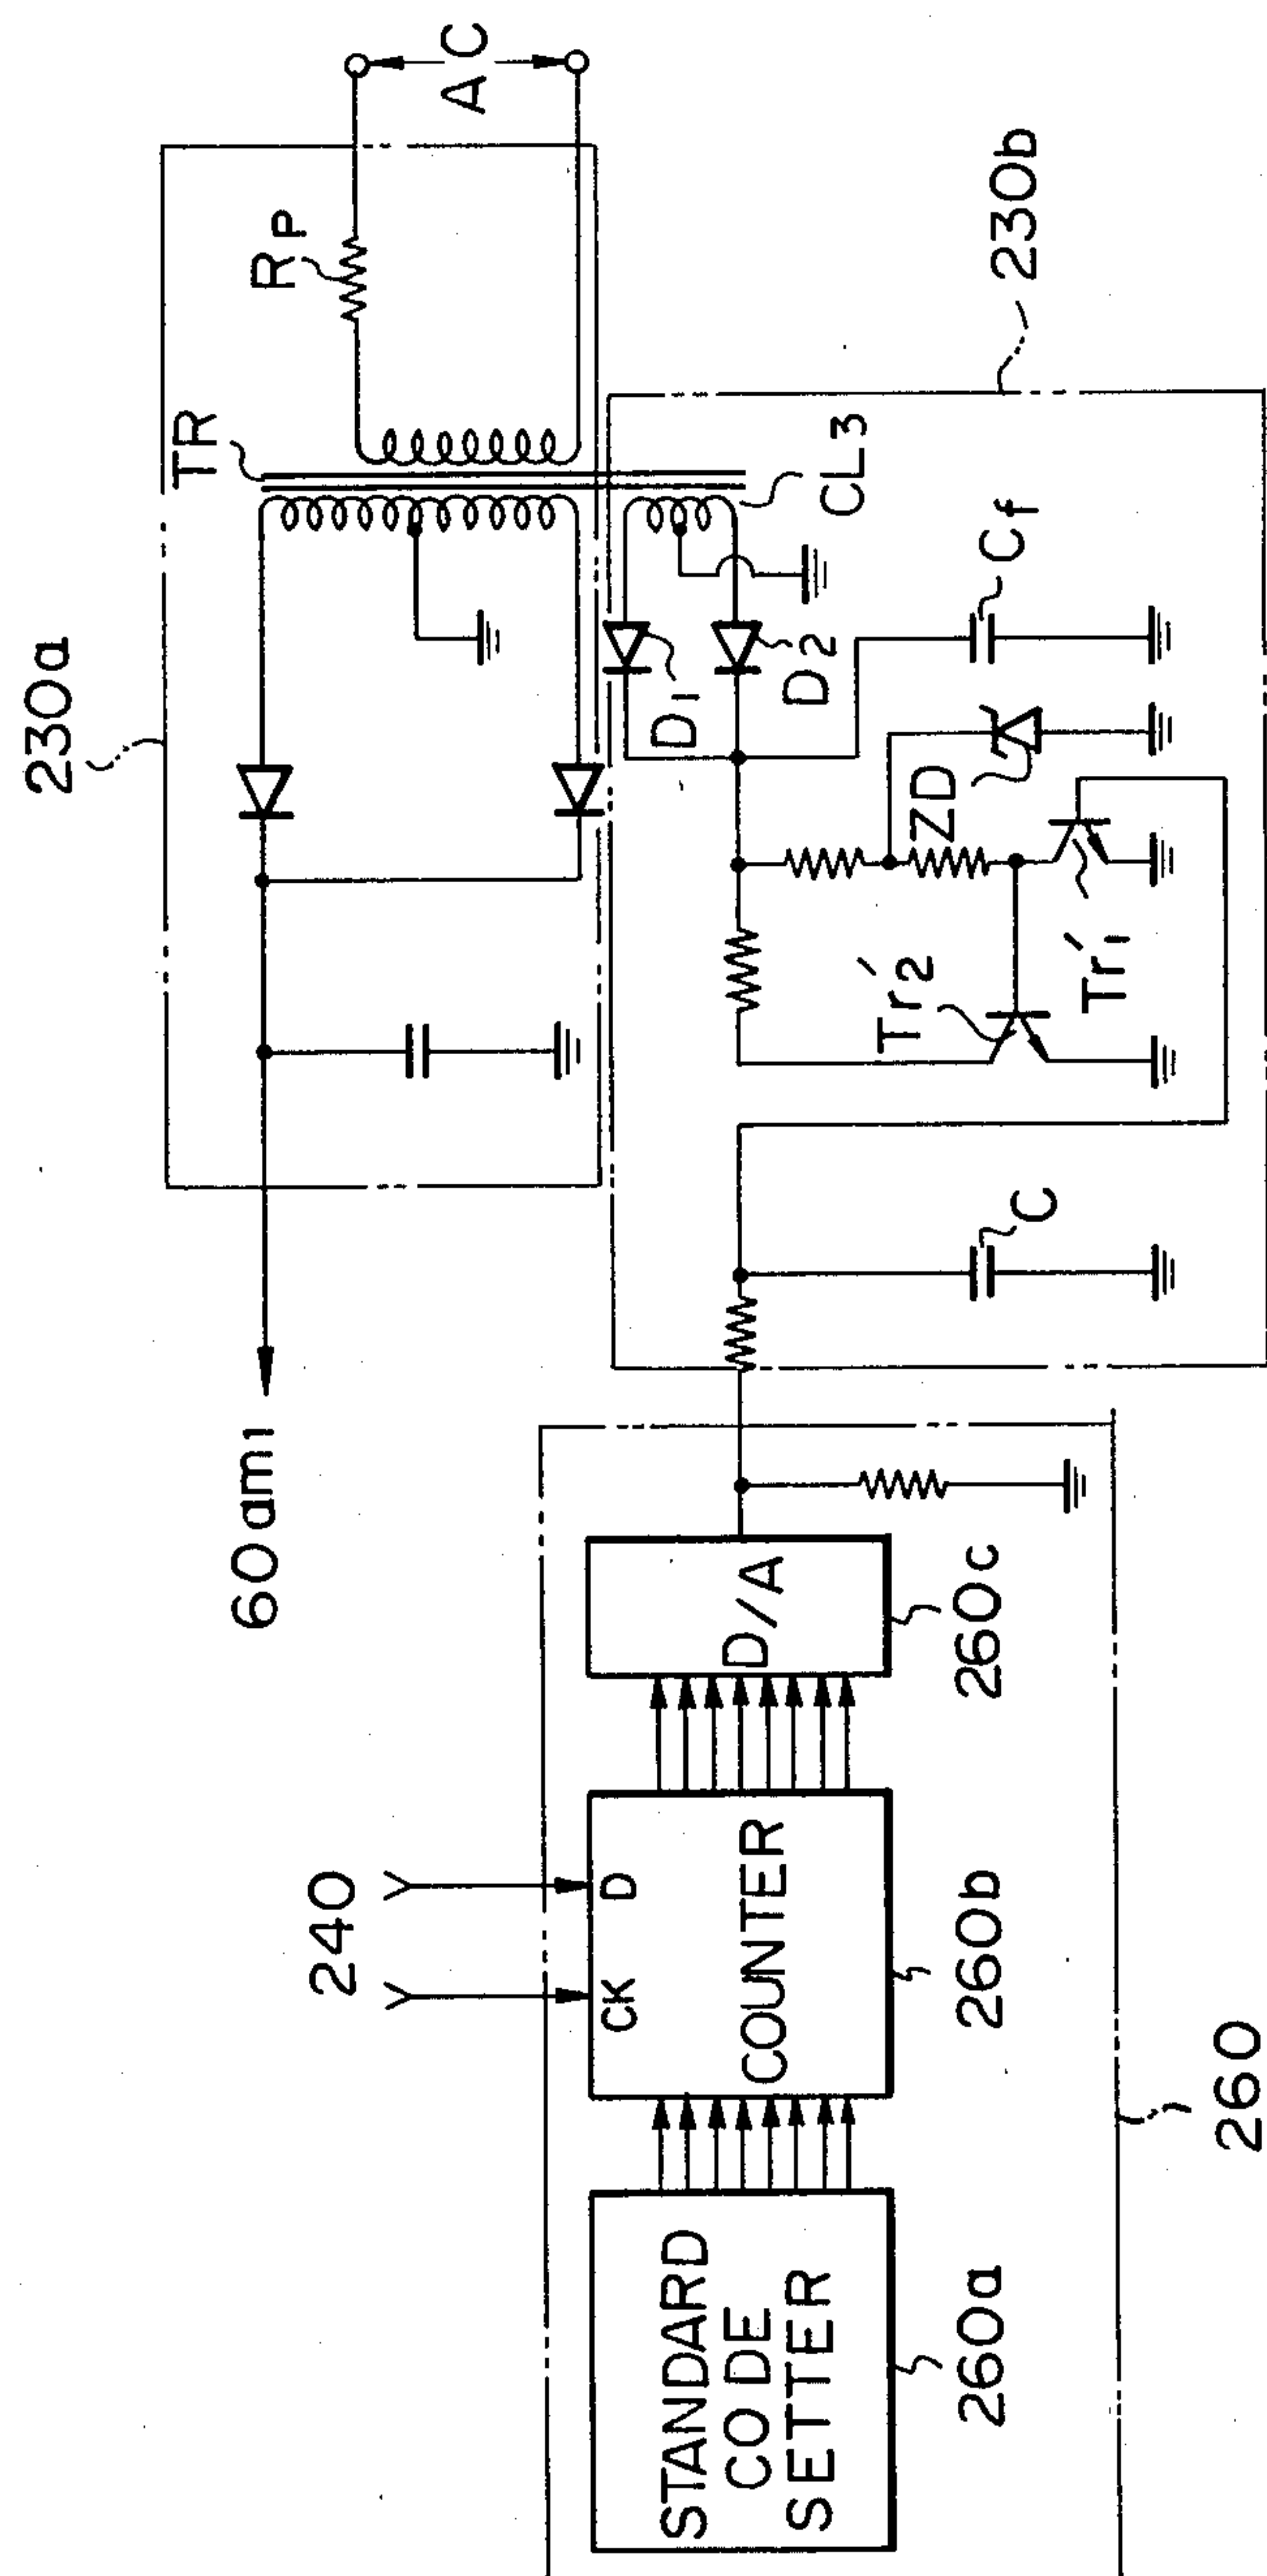 230a
TR
RP
AC
60am1
D1
D2
CL3
230b
Cf
ZD
Tr'2
Tr'1
C
240
CK
D
STANDARD
CODE
SETTER
COUNTER
D/A
260a
260b
260c
260